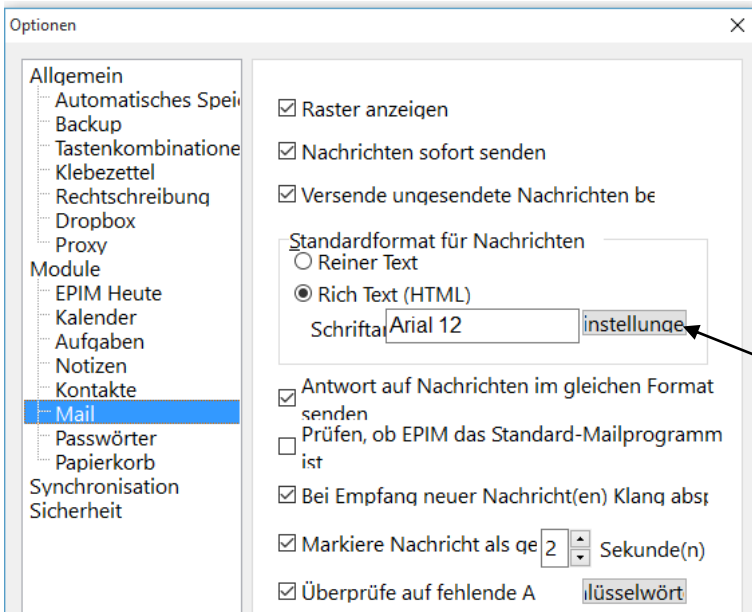 Optionen
Allgemein
Automatisches Spei
Backup
Tastenkombinatione
Klebezettel
Rechtschreibung
Dropbox
Proxy
Module
EPIM Heute
Kalender
Aufgaben
Notizen
Kontakte
Mail
Passwörter
Papierkorb
Synchronisation
Sicherheit
Raster anzeigen
Nachrichten sofort senden
Versende ungesendete Nachrichten be
Standardformat für Nachrichten
Reiner Text
Rich Text (HTML)
Schriftar Arial 12 instellunge
Antwort auf Nachrichten im gleichen Format
senden
Prüfen, ob EPIM das Standard-Mailprogramm
ist
Bei Empfang neuer Nachricht(en) Klang absp
Markiere Nachricht als ge 2 Sekunde(n)
Überprüfe auf fehlende A lüsselwört